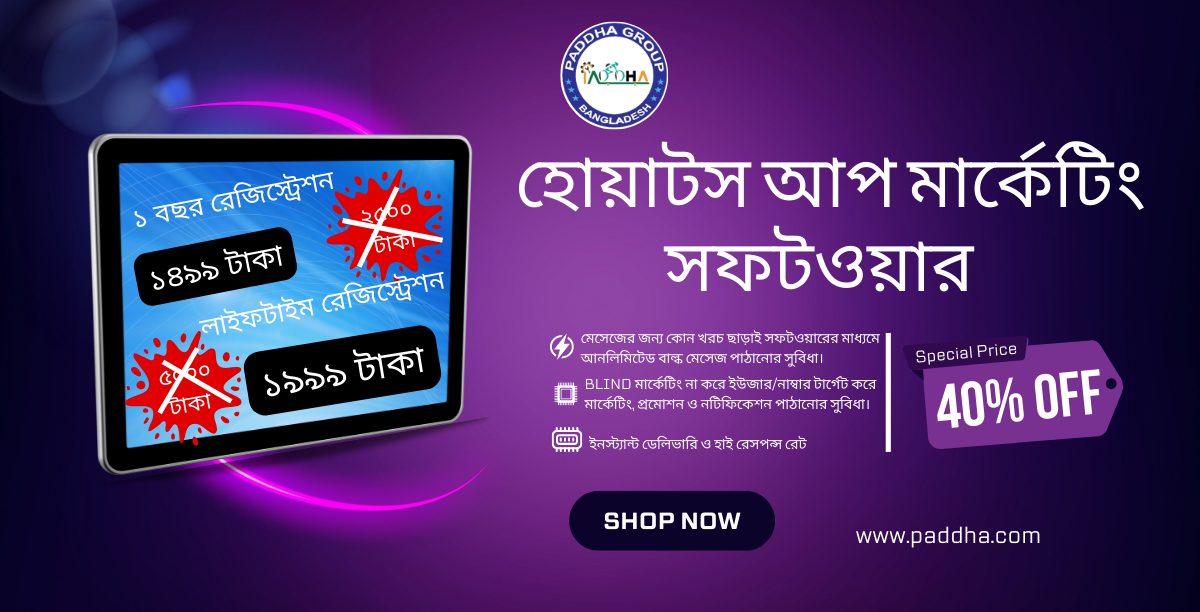 PADDHA GROUP
PADDHA
BANGLADESH
হোয়াটস আপ মার্কেটিং
সফটওয়ার
১ বছর রেজিস্ট্রেশন
২৫০০
টাকা
১৪৯৯ টাকা
লাইফটাইম রেজিস্ট্রেশন
৫০০০
টাকা
১৯৯৯ টাকা
মেসেজের জন্য কোন খরচ ছাড়াই সফটওয়ারের মাধ্যমে
আনলিমিটেড বাল্ক মেসেজ পাঠানোর সুবিধা।
BLIND মার্কেটিং না করে ইউজার/নাম্বার টার্গেট করে
মার্কেটিং, প্রমোশন ও নটিফিকেশন পাঠানোর সুবিধা।
ইনস্ট্যান্ট ডেলিভারি ও হাই রেসপন্স রেট
Special Price
40% OFF
SHOP NOW
www.paddha.com